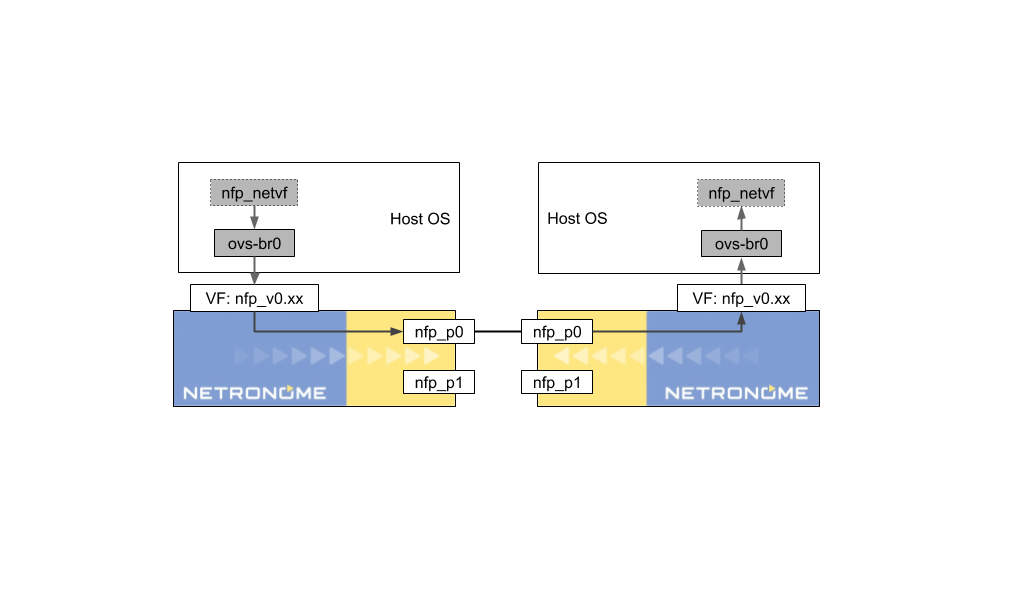 nfp_netvf
Host OS
ovs-br0
VF: nfp_v0.xx
nfp_p0
nfp_p1
NETRONOME
nfp_netvf
Host OS
ovs-br0
VF: nfp_v0.xx
nfp_p0
nfp_p1
NETRONOME